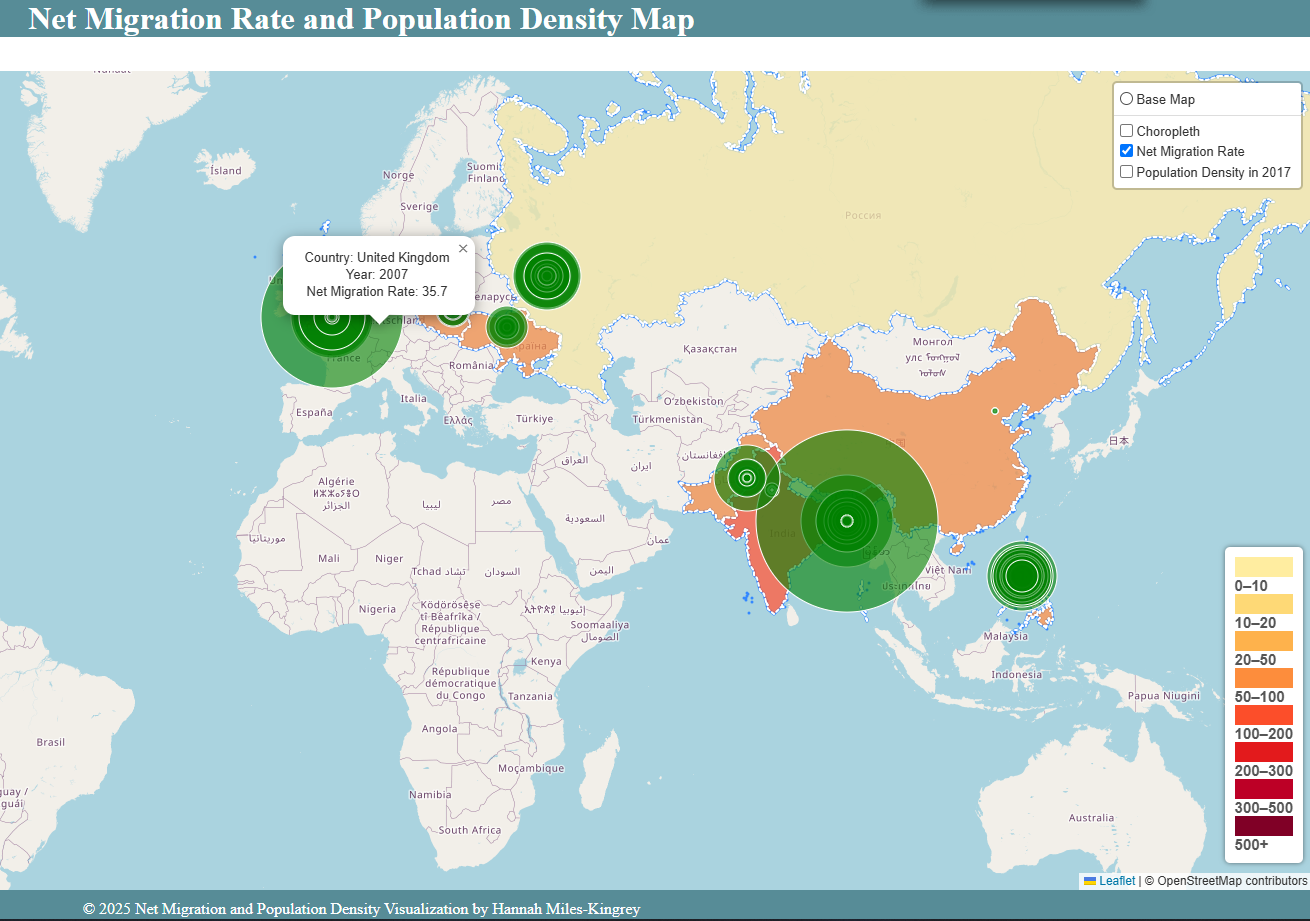 Net Migration Rate and Population Density Map
Base Map
Choropleth
Net Migration Rate
Population Density in 2017
Ísland
Norge
Suomi
Finland
Sverige
Россия
Country: United Kingdom
Year: 2007
Net Migration Rate: 35.7
France
România
Italia
España
Ελλάς
Türkiye
Қазақстан
Монгол
улс
O'zbekiston
Türkmenistan
افغانستان
ایران
العراق
日本
Algérie
ⵍⵣⵣⴰⵢⴻⵔ
الجزائر
ليبيا
مصر
السعودية
عمان
موريتانيا
Mali
Niger
Tchad تشاد
السودان
اليمن
India
Việt Nam
ประเทศไทย
Nigeria
Ködörösêse
tî Bêafrîka /
République
centrafricaine
ኢትዮጵያ إثيوبيا
Soomaaliya
الصومال
Malaysia
Kenya
Indonesia
République
démocratique
du Congo
Tanzania
Papua Niugini
Angola
Brasil
Moçambique
Namibia
South Africa
Australia
0–10
10–20
20–50
50–100
100–200
200–300
300–500
500+
Leaflet | © OpenStreetMap contributors
© 2025 Net Migration and Population Density Visualization by Hannah Miles-Kingrey